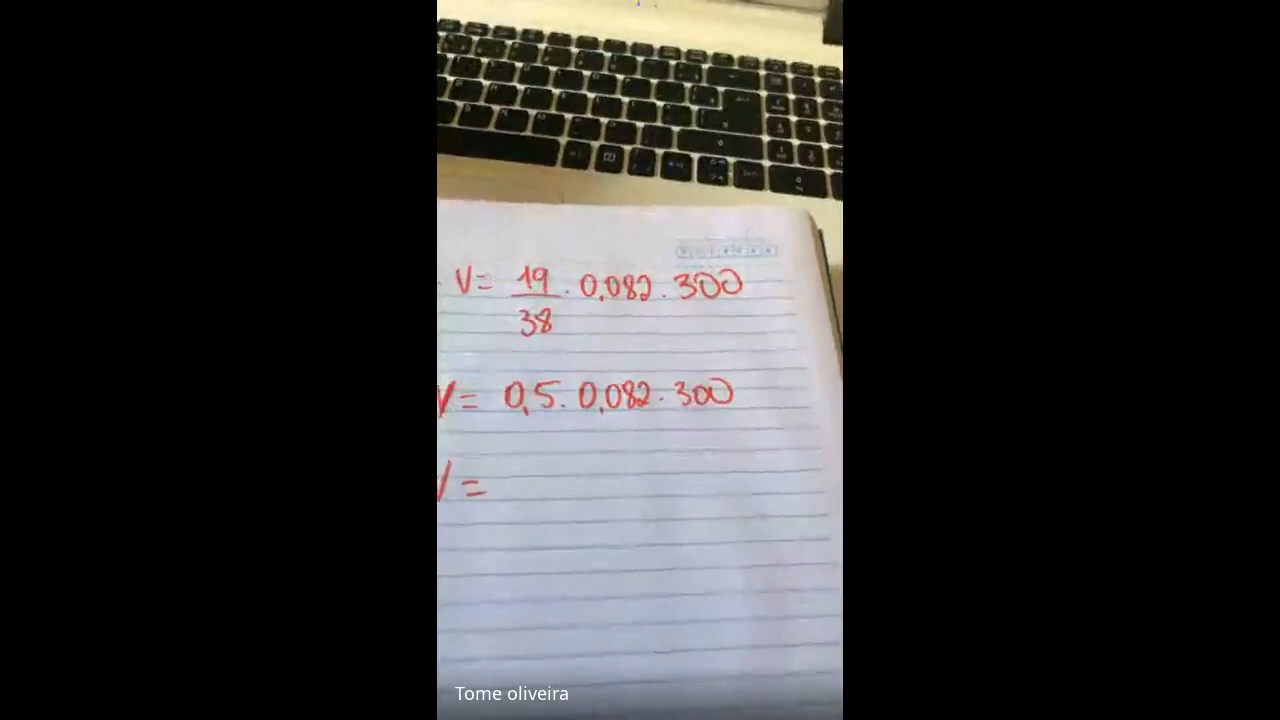 V= 19/38 . 0,082 . 300
V= 0,5 . 0,082 . 300
V=
Tome oliveira